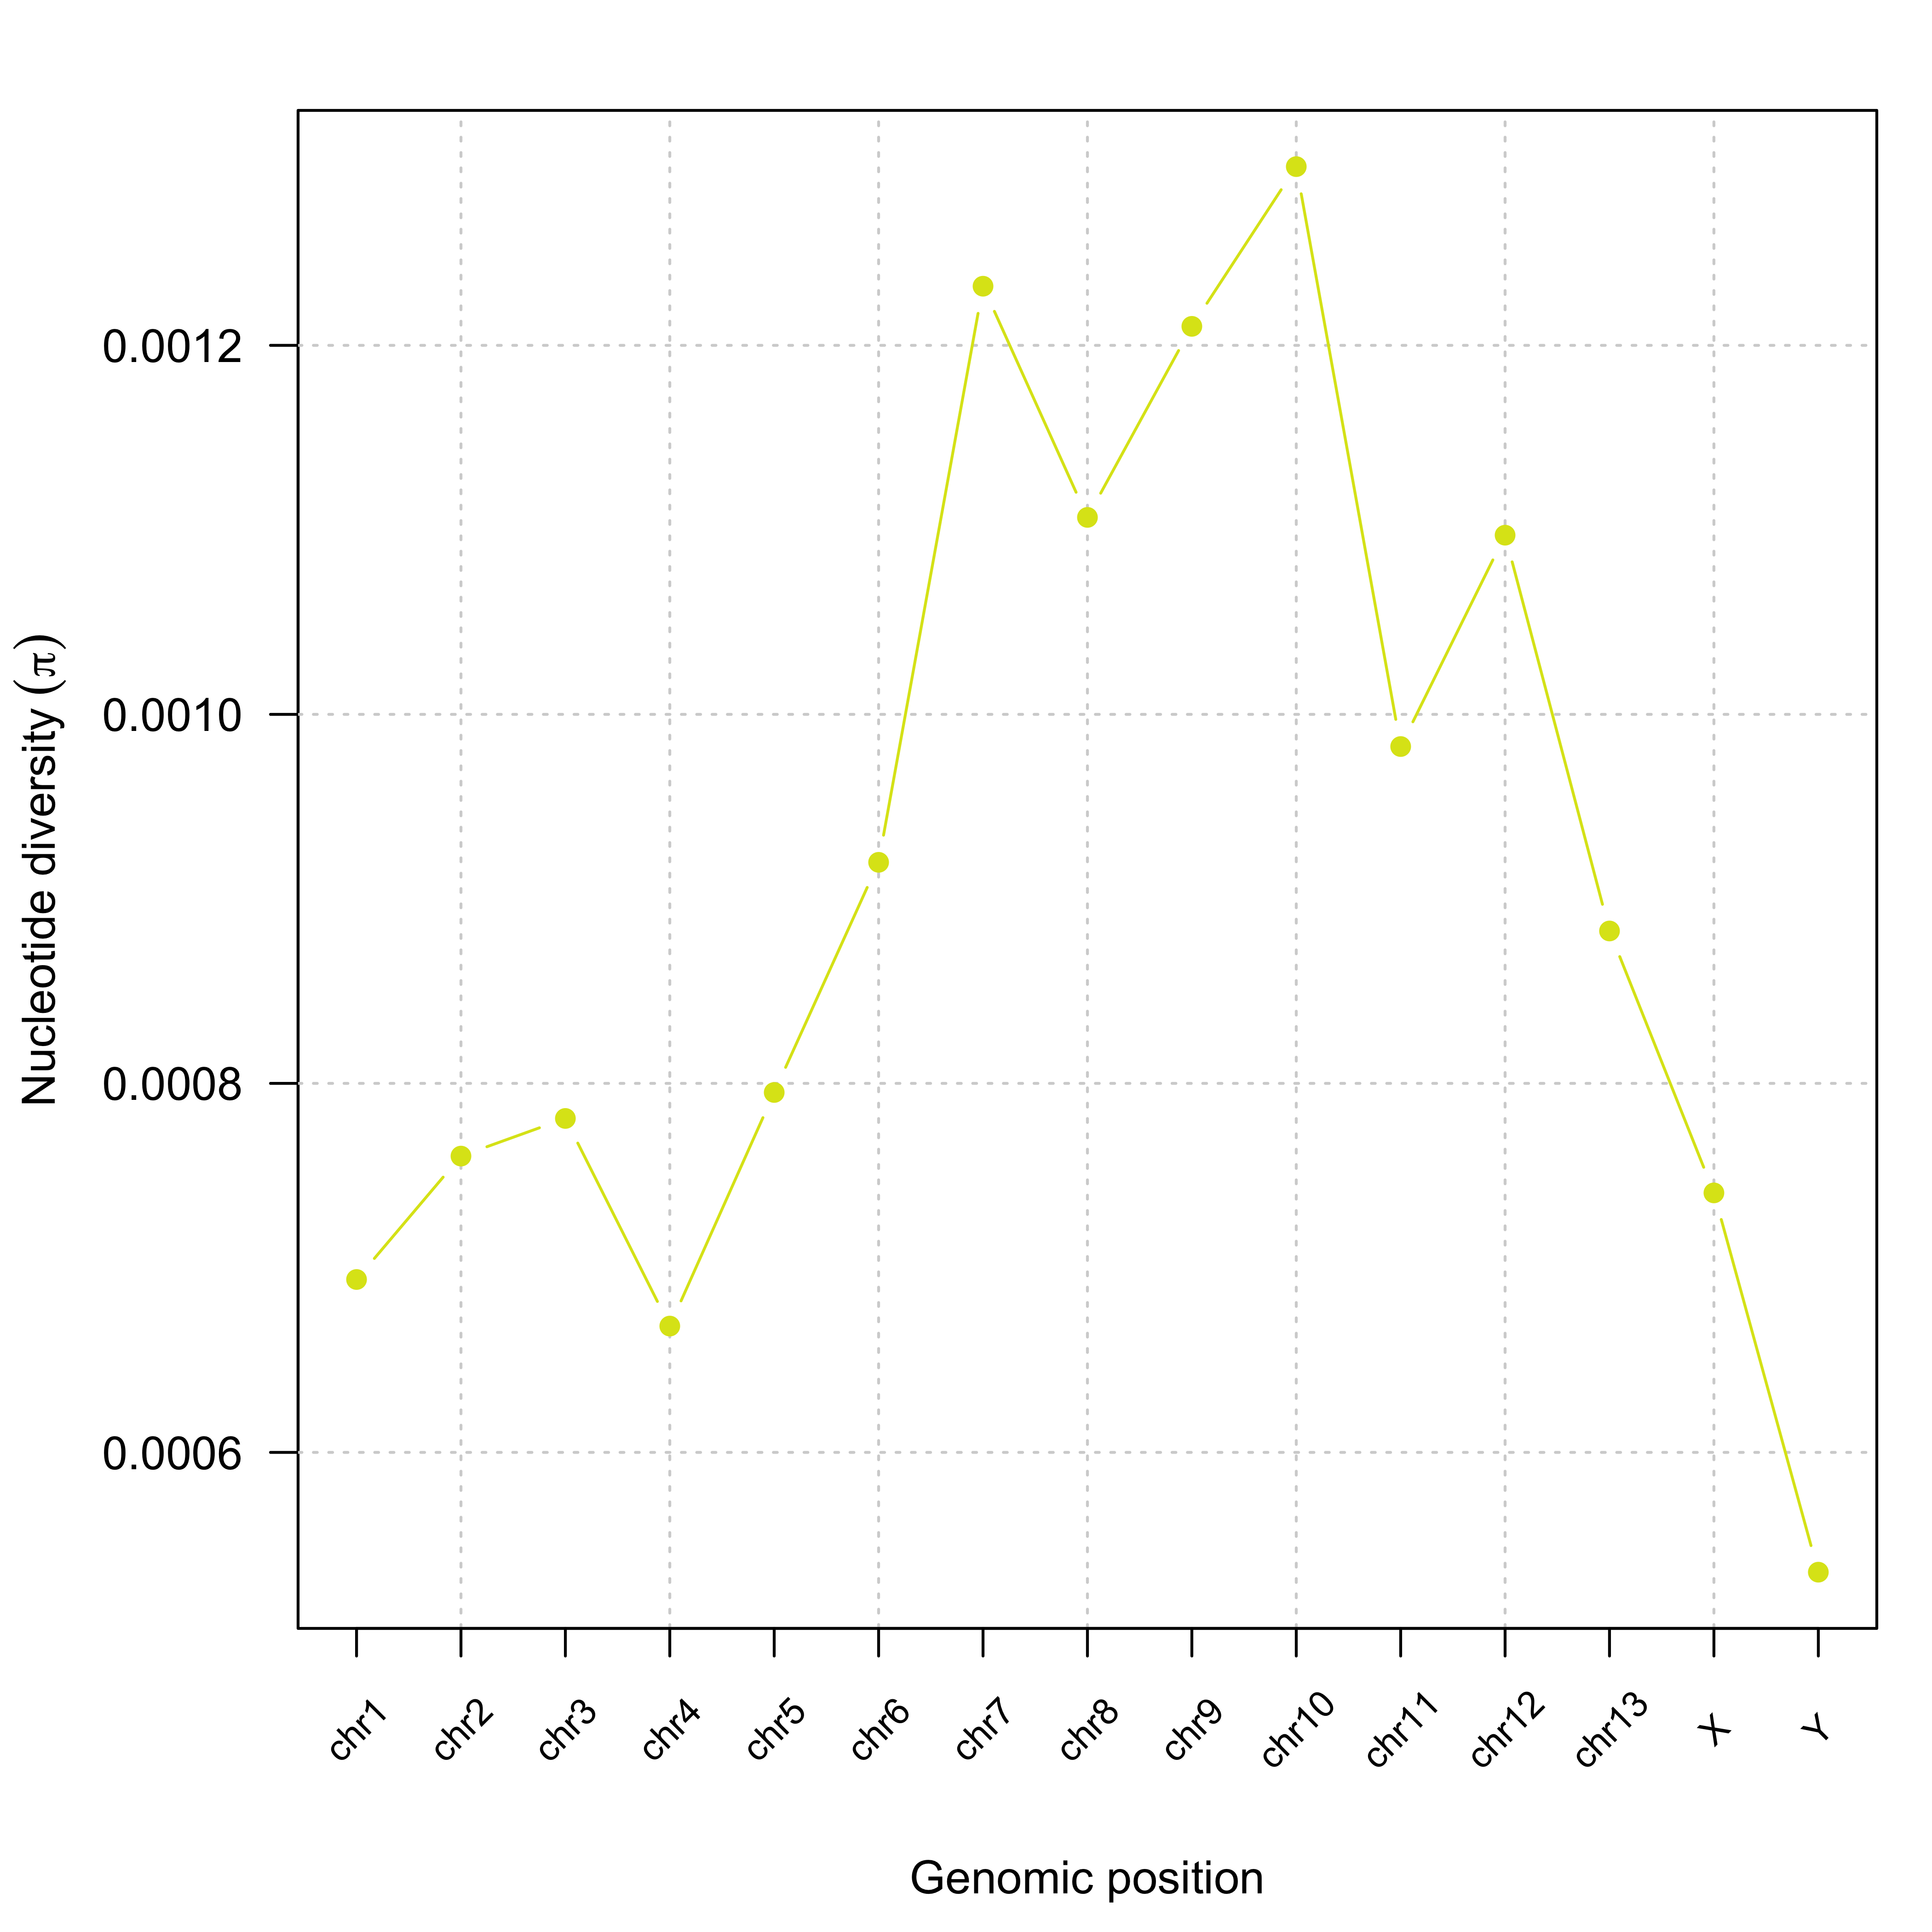 0.0012
0.0010
0.0008
0.0006
Nucleotide diversity (π)
chr1
chr2
chr3
chr4
chr5
chr6
chr7
chr8
chr9
chr10
chr11
chr12
chr13
X
Y
Genomic position